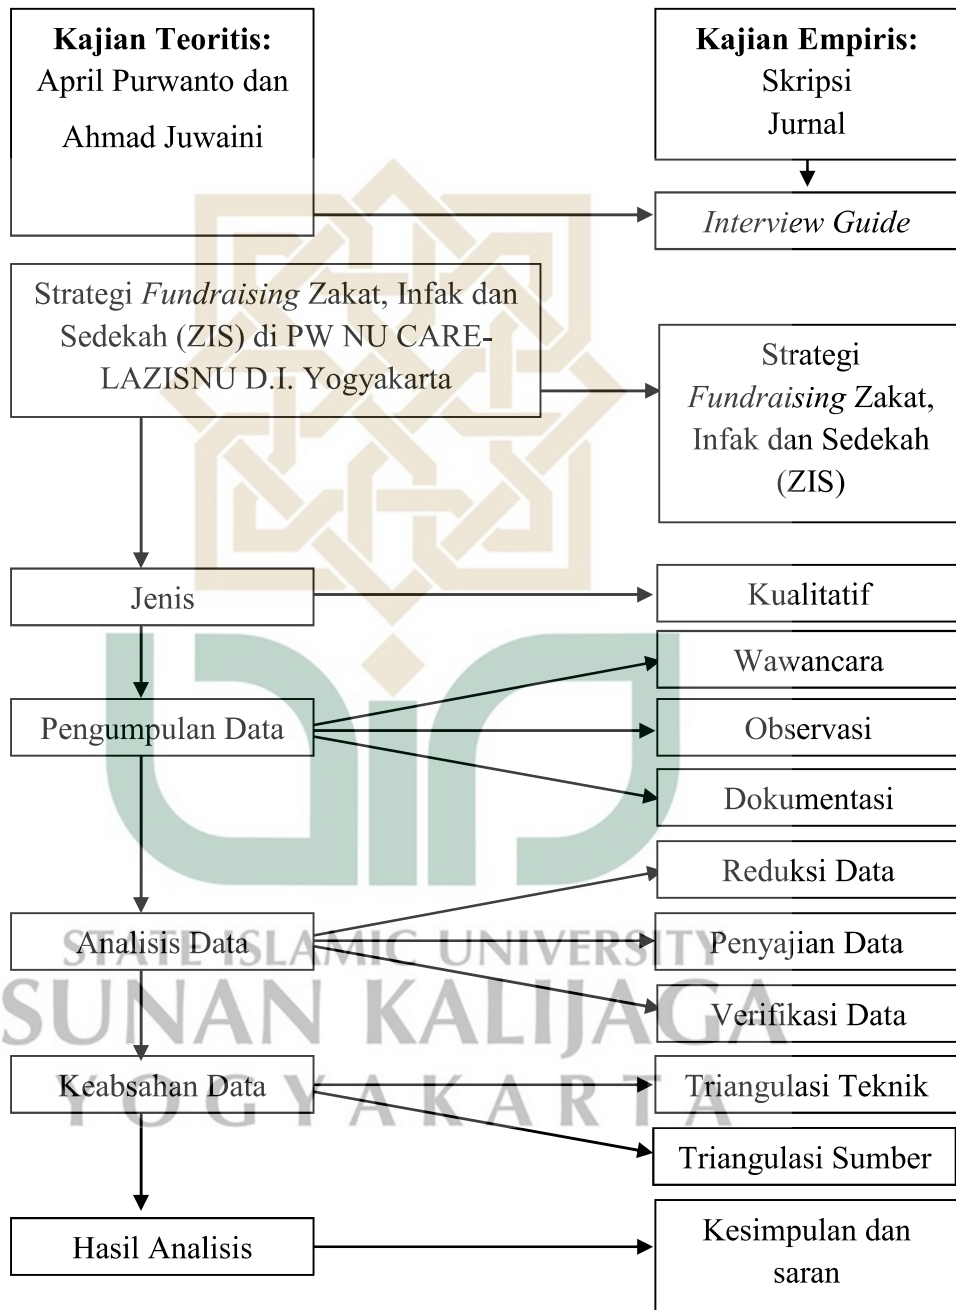 Kajian Teoritis:
April Purwanto dan
Ahmad Juwaini
Kajian Empiris:
Skripsi
Jurnal
Interview Guide
Strategi Fundraising Zakat, Infak dan
Sedekah (ZIS) di PW NU CARE-
LAZISNU D.I. Yogyakarta
Strategi
Fundraising Zakat,
Infak dan Sedekah
(ZIS)
Jenis
Kualitatif
Pengumpulan Data
Wawancara
Observasi
Dokumentasi
Analisis Data
Reduksi Data
Penyajian Data
Verifikasi Data
Keabsahan Data
Triangulasi Teknik
Triangulasi Sumber
Hasil Analisis
Kesimpulan dan
saran
STATE ISLAMIC UNIVERSITY
SUNAN KALIJAGA
YOGYAKARTA